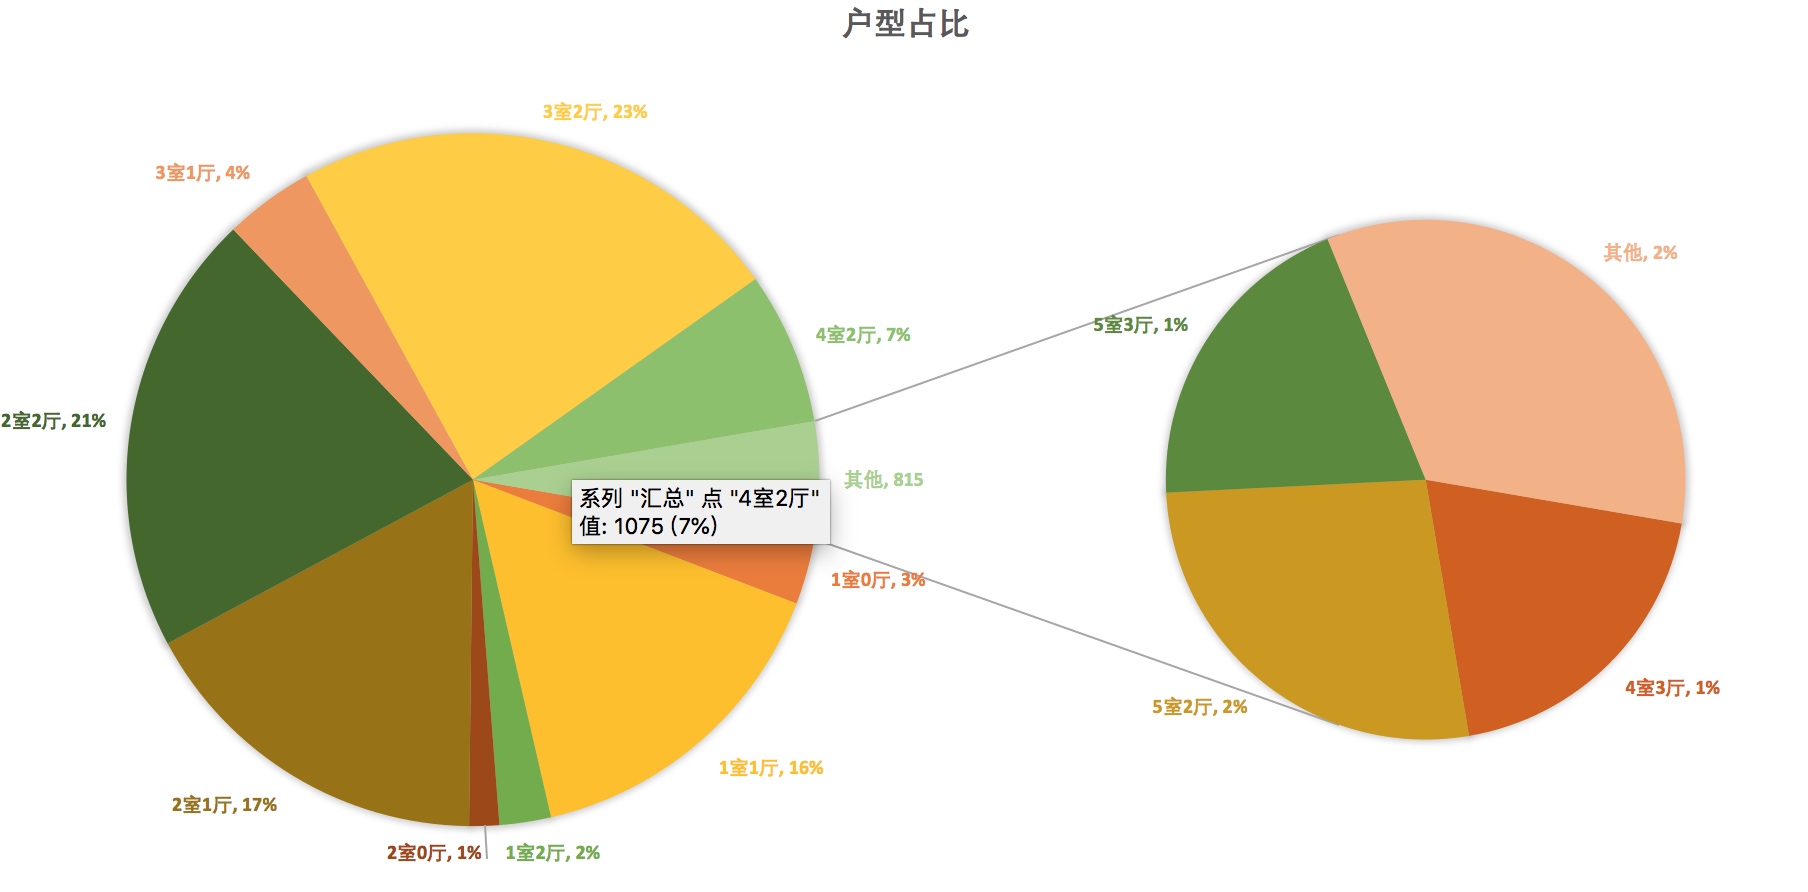 户型占比
3室2厅, 23%
3室1厅, 4%
其他, 2%
5室3厅, 1%
4室2厅, 7%
2室2厅, 21%
其他, 815
系列 "汇总" 点 "4室2厅"
值: 1075 (7%)
1室0厅, 3%
4室3厅, 1%
5室2厅, 2%
1室1厅, 16%
2室1厅, 17%
2室0厅, 1%
1室2厅, 2%